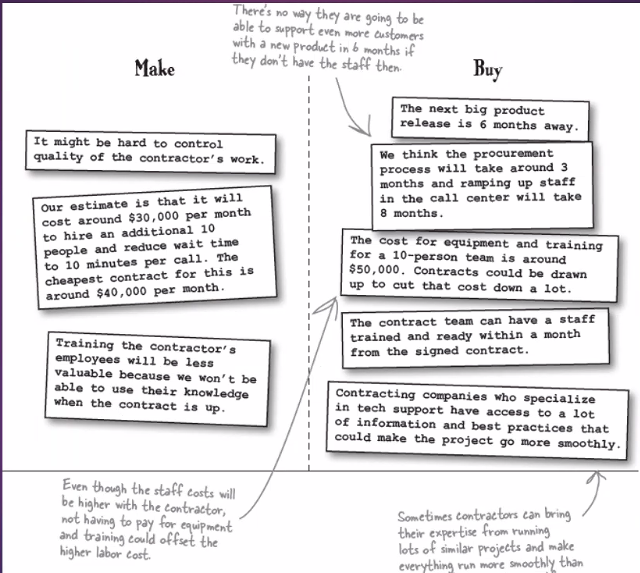 There's no way they are going to be
able to support even more customers
with a new product in 6 months if
they don't have the staff then.
Make
Buy
It might be hard to control
quality of the contractor's work.
Our estimate is that it will
cost around $30,000 per month
to hire an additional 10
people and reduce wait time
to 10 minutes per call. The
cheapest contract for this is
around $40,000 per month.
Training the contractor's
employees will be less
valuable because we won't be
able to use their knowledge
when the contract is up.
The next big product
release is 6 months away.
We think the procurement
process will take around 3
months and ramping up staff
in the call center will take
8 months.
The cost for equipment and training
for a 10-person team is around
$50,000. Contracts could be drawn
up to cut that cost down a lot.
The contract team can have a staff
trained and ready within a month
from the signed contract.
Contracting companies who specialize
in tech support have access to a lot
of information and best practices that
could make the project go more smoothly.
Even though the staff costs will
be higher with the contractor,
not having to pay for equipment
and training could offset the
higher labor cost.
Sometimes contractors can bring
their expertise from running
lots of similar projects and make
everything run more smoothly than